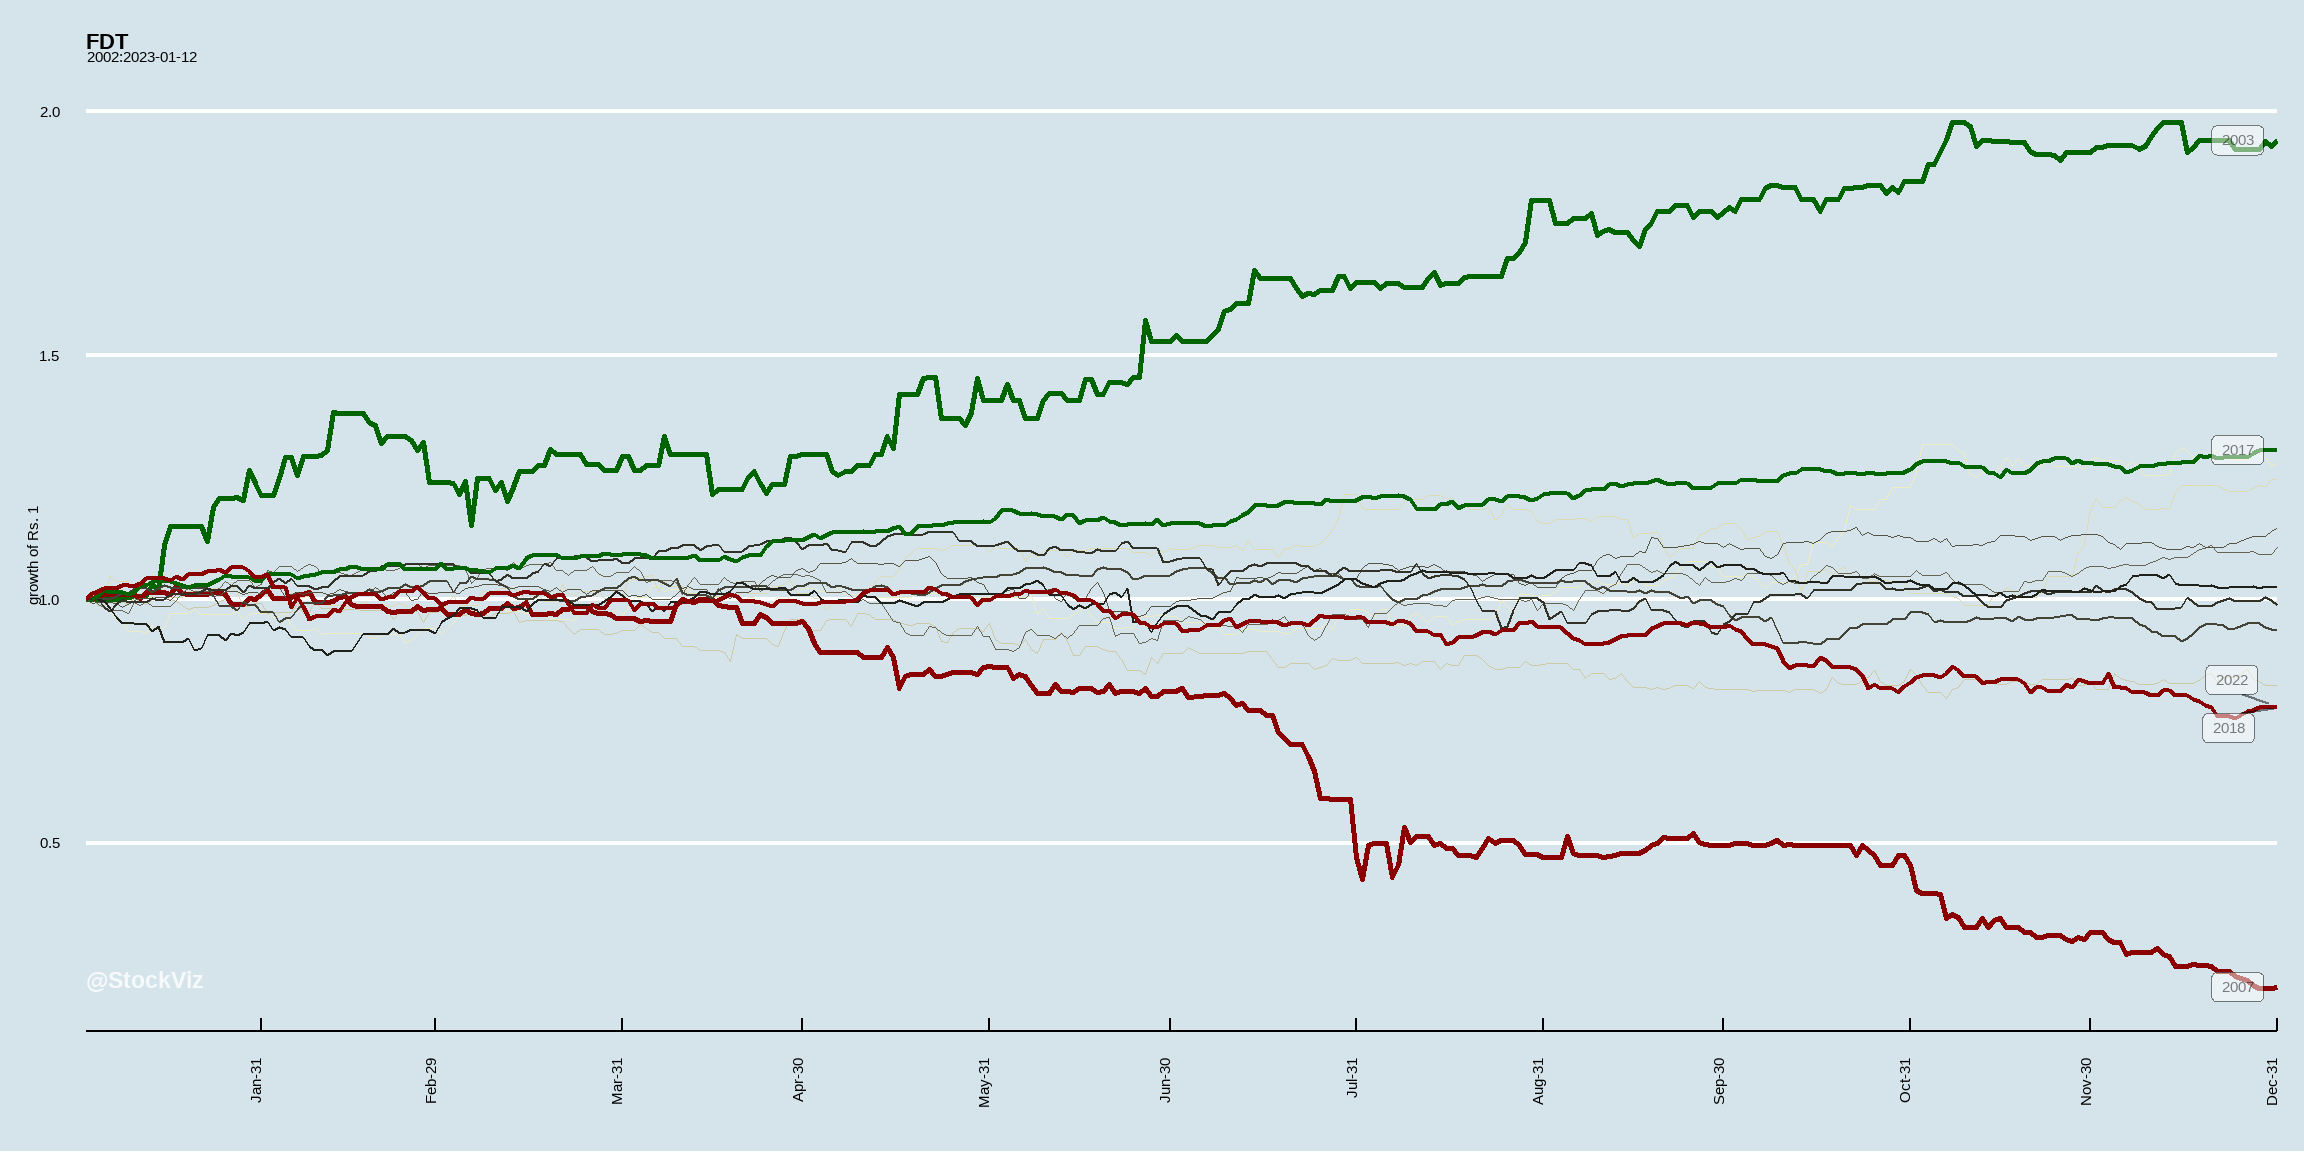 FDT
2002:2023-01-12
2.0
1.5
1.0
0.5
growth of Rs. 1
2003
2017
2022
2018
2007
@StockViz
Jan-31
Feb-29
Mar-31
Apr-30
May-31
Jun-30
Jul-31
Aug-31
Sep-30
Oct-31
Nov-30
Dec-31